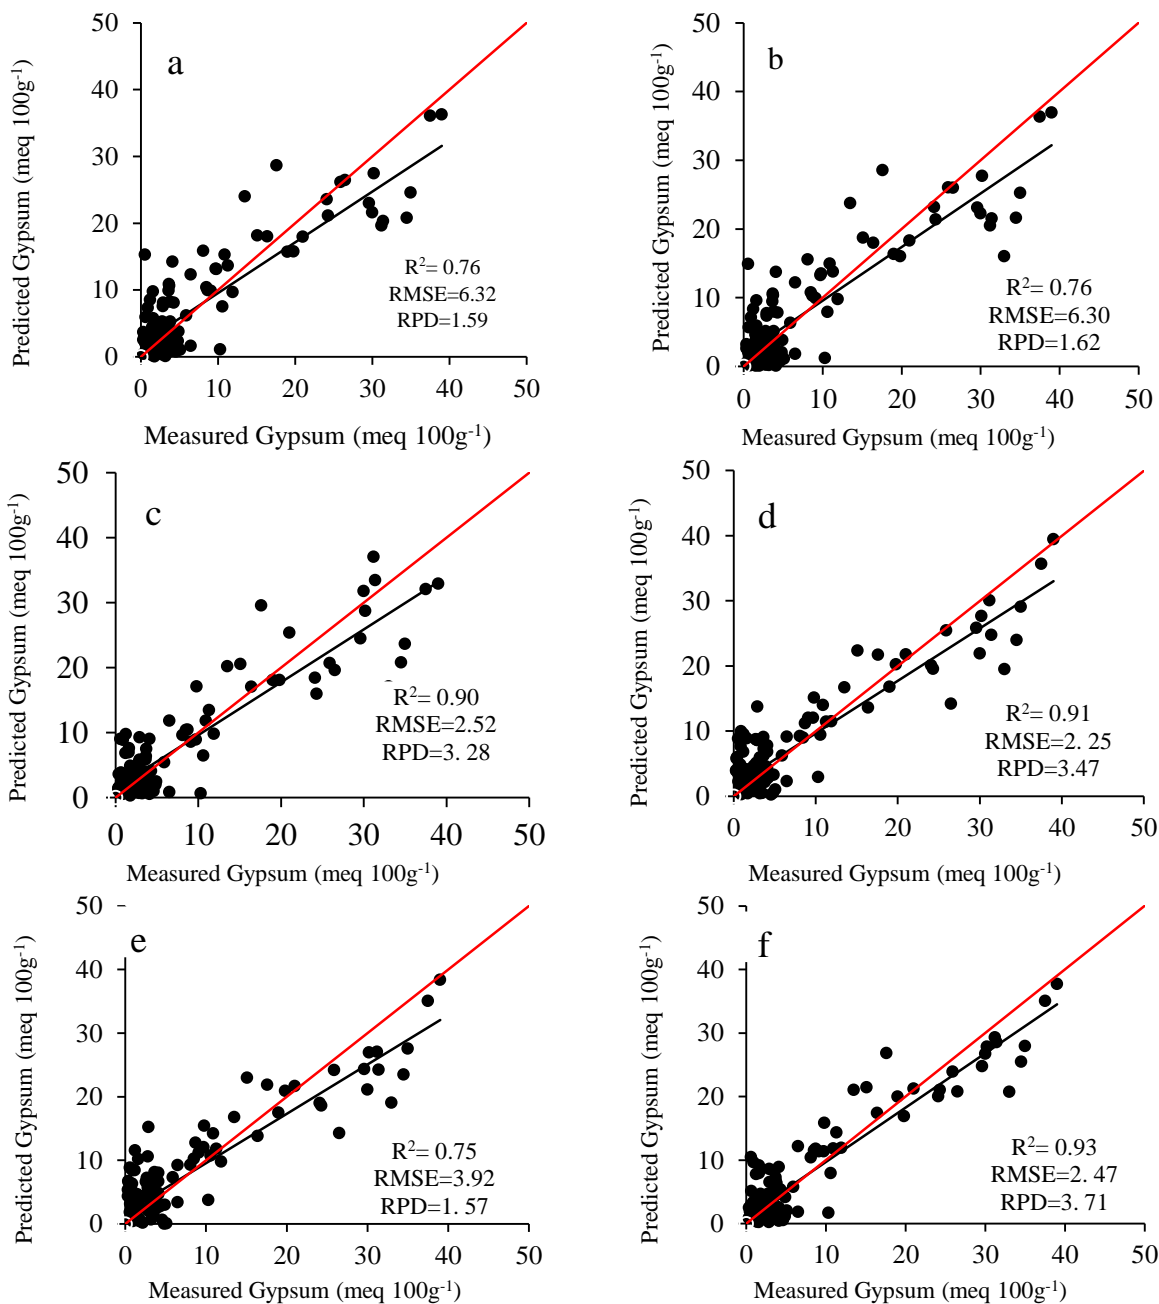 a
Predicted Gypsum (meq 100g⁻¹)
50
40
30
20
10
0
R²= 0.76
RMSE=6.32
RPD=1.59
0 10 20 30 40 50
Measured Gypsum (meq 100g⁻¹)
b
Predicted Gypsum (meq 100g⁻¹)
50
40
30
20
10
0
R²= 0.76
RMSE=6.30
RPD=1.62
0 10 20 30 40 50
Measured Gypsum (meq 100g⁻¹)
c
Predicted Gypsum (meq 100g⁻¹)
50
40
30
20
10
0
R²= 0.90
RMSE=2.52
RPD=3. 28
0 10 20 30 40 50
Measured Gypsum (meq 100g⁻¹)
d
Predicted Gypsum (meq 100g⁻¹)
50
40
30
20
10
0
R²= 0.91
RMSE=2. 25
RPD=3.47
0 10 20 30 40 50
Measured Gypsum (meq 100g⁻¹)
e
Predicted Gypsum (meq 100g⁻¹)
50
40
30
20
10
0
R²= 0.75
RMSE=3.92
RPD=1. 57
0 10 20 30 40 50
Measured Gypsum (meq 100g⁻¹)
f
Predicted Gypsum (meq 100g⁻¹)
50
40
30
20
10
0
R²= 0.93
RMSE=2. 47
RPD=3.71
0 10 20 30 40 50
Measured Gypsum (meq 100g⁻¹)